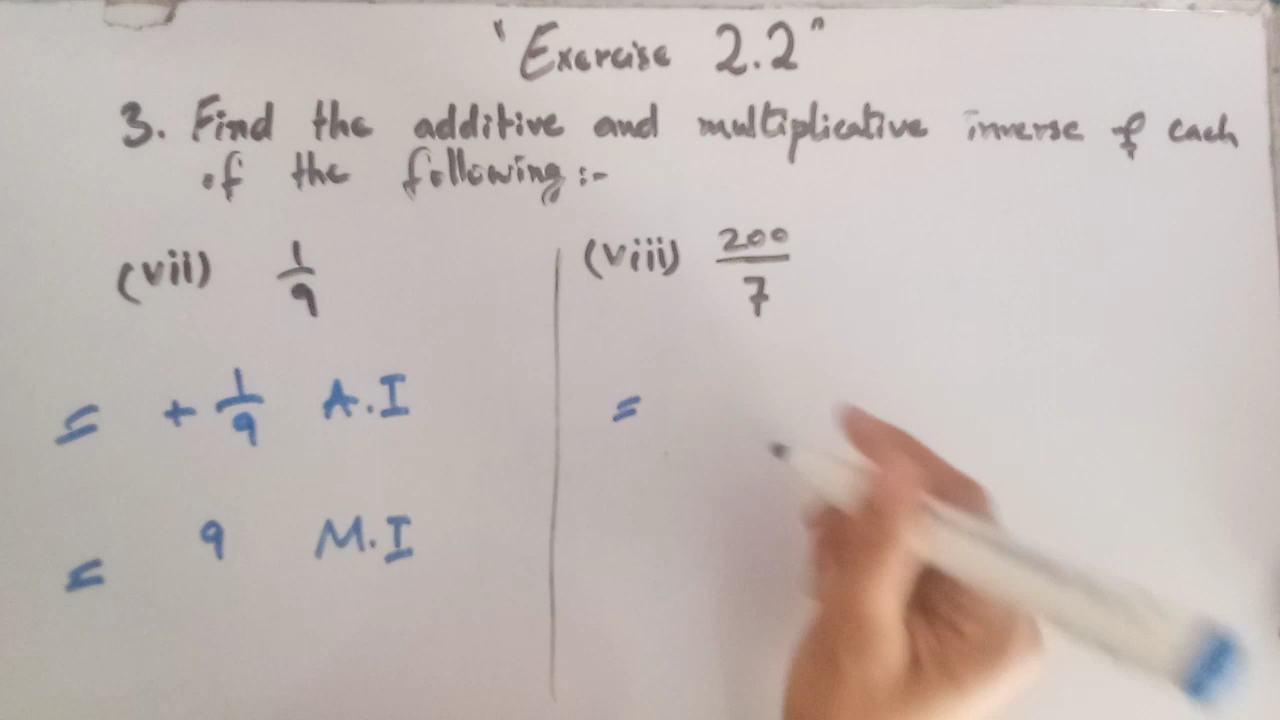 "Exercise 2.2"
3. Find the additive and multiplicative inverse of each
of the following :-
(vii) 1/9
= + 1/9 A.I
= 9 M.I
(viii) 200/7
=